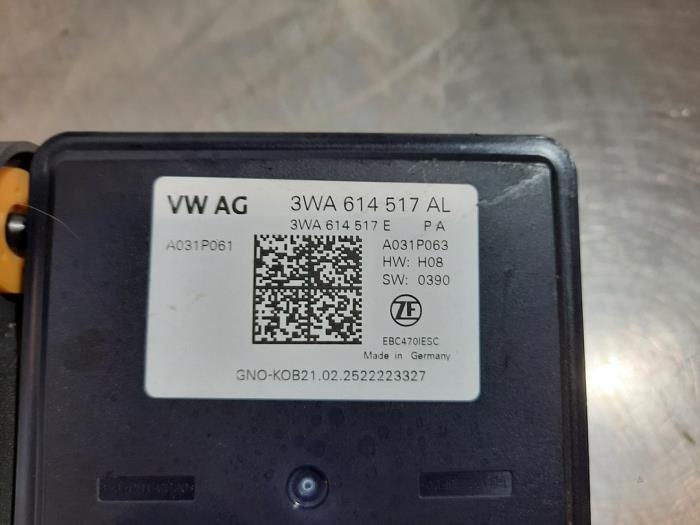 VW AG 3WA 614 517 AL
3WA 614 517 E P A
A031P061 A031P063
HW: H08
SW: 0390
ZF
EBC470IESC
Made in Germany
GNO-KOB21.02.2522223327